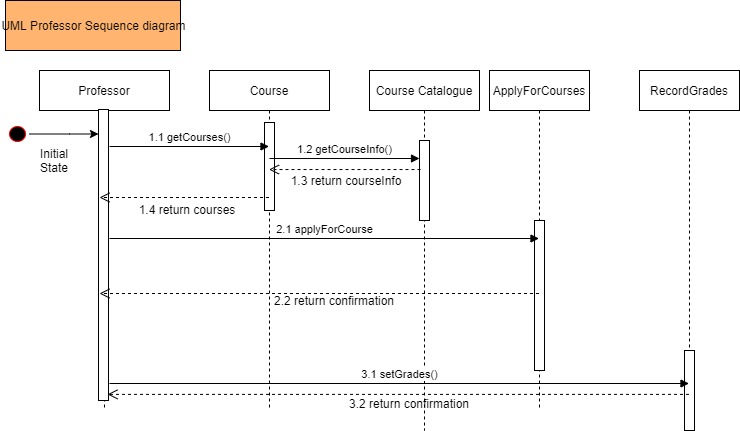 UML Professor Sequence diagram
Professor
Course
Course Catalogue
ApplyForCourses
RecordGrades
Initial
State
1.1 getCourses()
1.2 getCourseInfo()
1.3 return courseInfo
1.4 return courses
2.1 applyForCourse
2.2 return confirmation
3.1 setGrades()
3.2 return confirmation